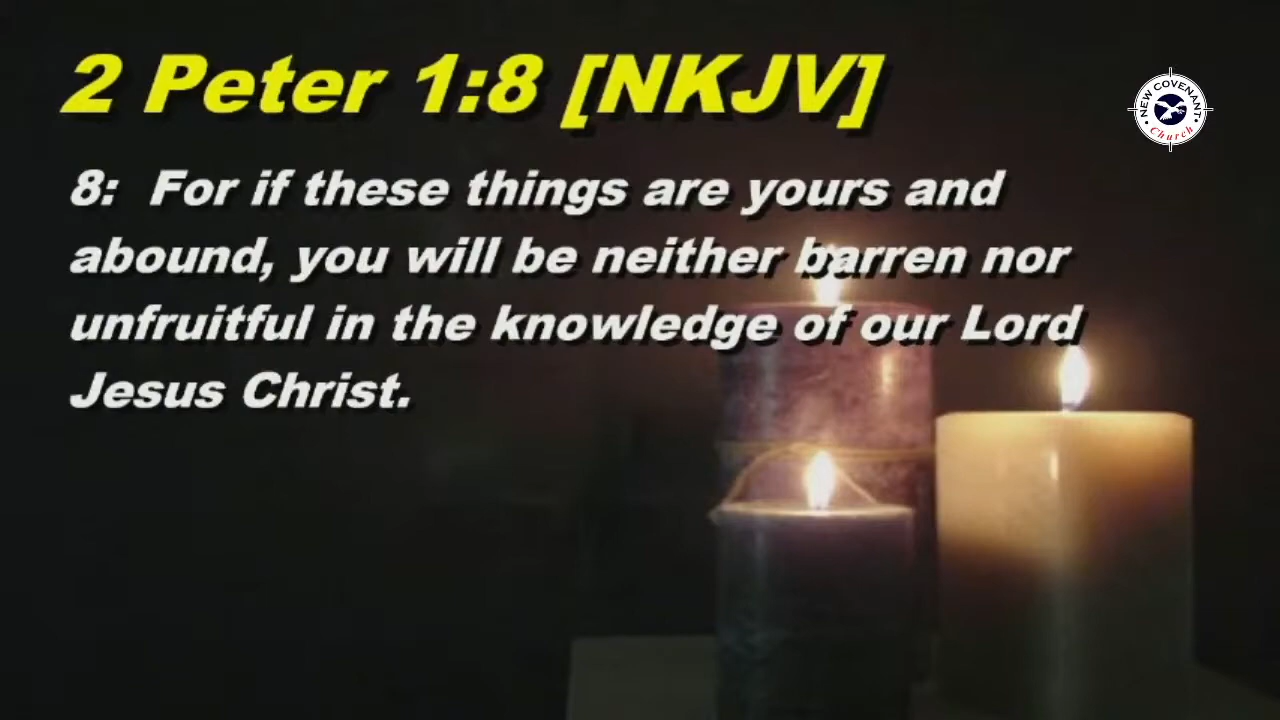 2 Peter 1:8 [NKJV]
8: For if these things are yours and
abound, you will be neither barren nor
unfruitful in the knowledge of our Lord
Jesus Christ.
NEW COVENANT
Church